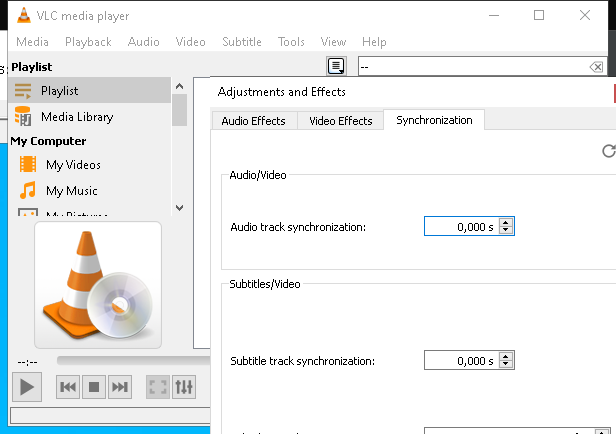 VLC media player
Media Playback Audio Video Subtitle Tools View Help
Playlist
--
Playlist
Media Library
My Computer
My Videos
My Music
My Pictures
--:--
Adjustments and Effects
Audio Effects Video Effects Synchronization
Audio/Video
Audio track synchronization: 0,000 s
Subtitles/Video
Subtitle track synchronization: 0,000 s